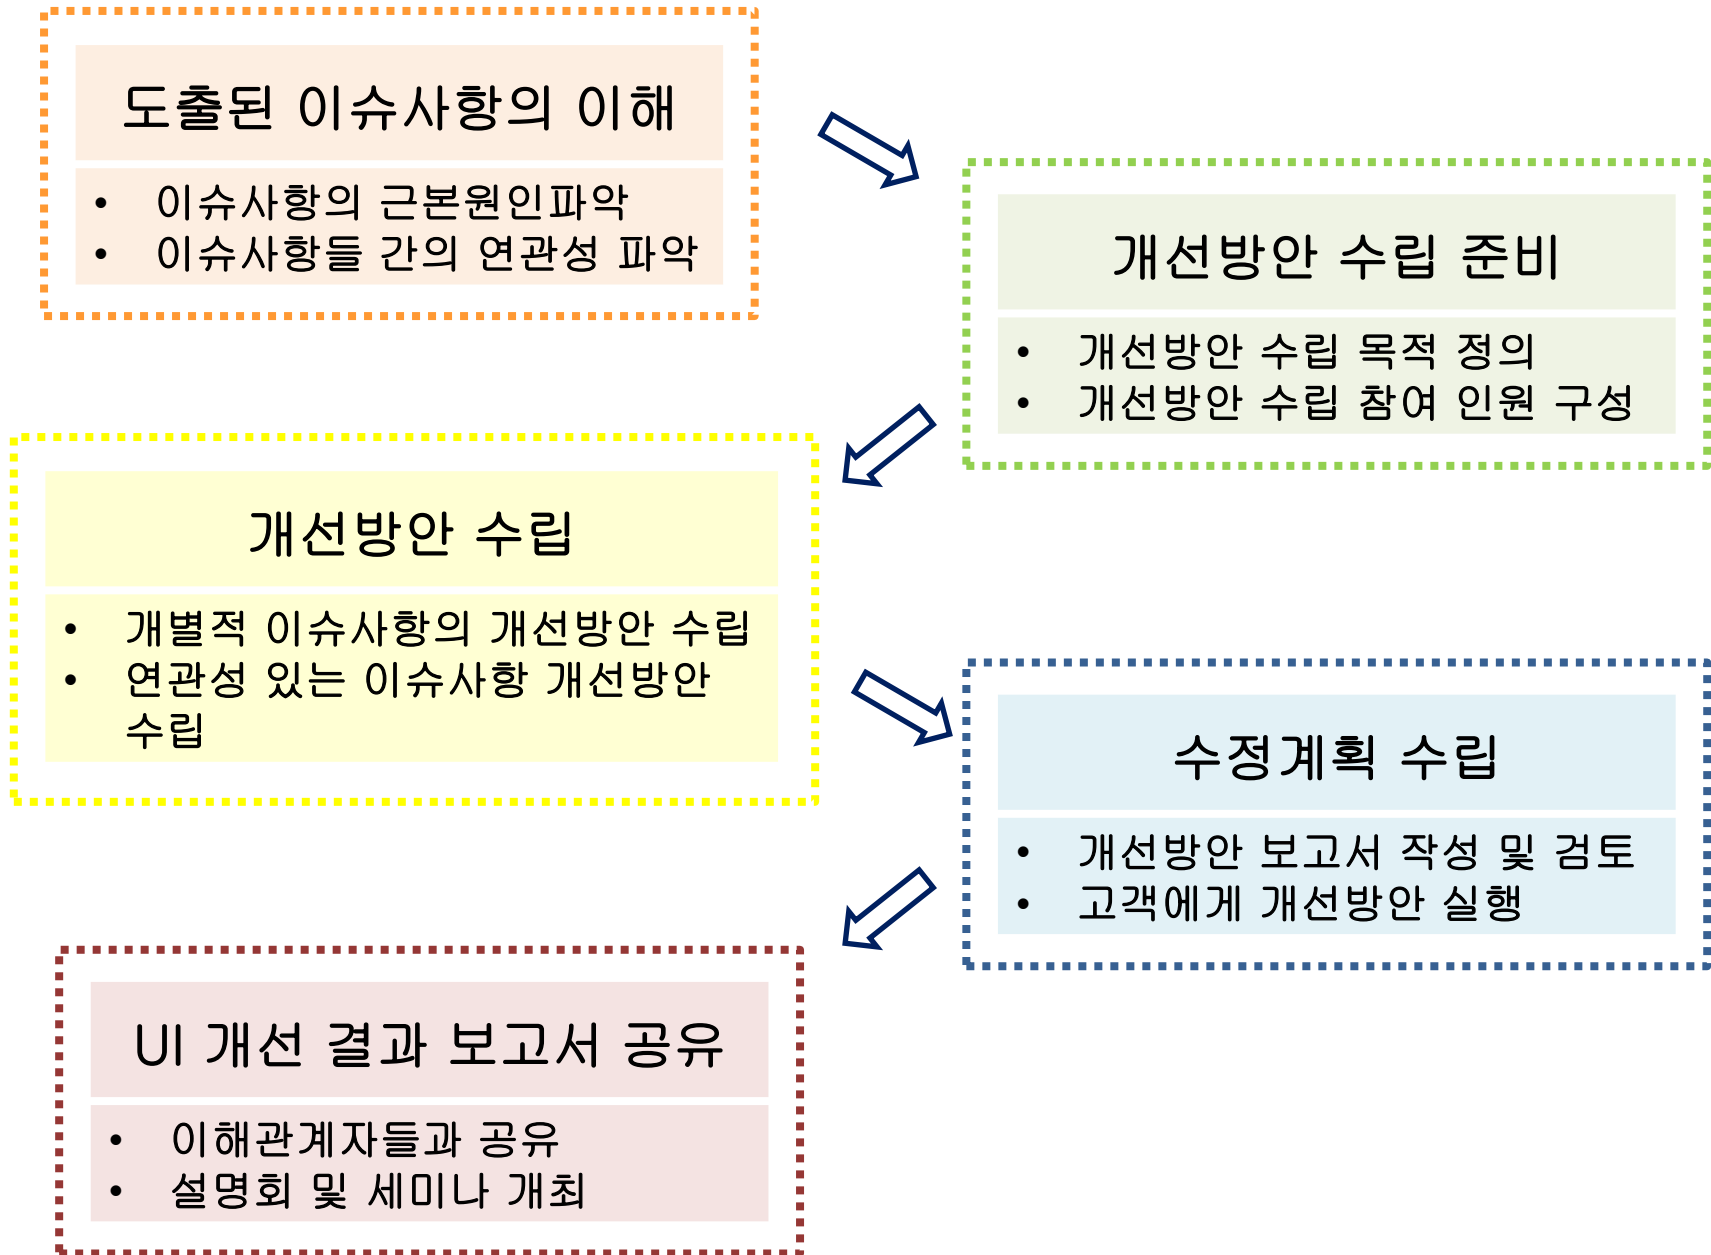 도출된 이슈사항의 이해
• 이슈사항의 근본원인파악
• 이슈사항들 간의 연관성 파악
개선방안 수립 준비
• 개선방안 수립 목적 정의
• 개선방안 수립 참여 인원 구성
개선방안 수립
• 개별적 이슈사항의 개선방안 수립
• 연관성 있는 이슈사항 개선방안
수립
수정계획 수립
• 개선방안 보고서 작성 및 검토
• 고객에게 개선방안 실행
UI 개선 결과 보고서 공유
• 이해관계자들과 공유
• 설명회 및 세미나 개최